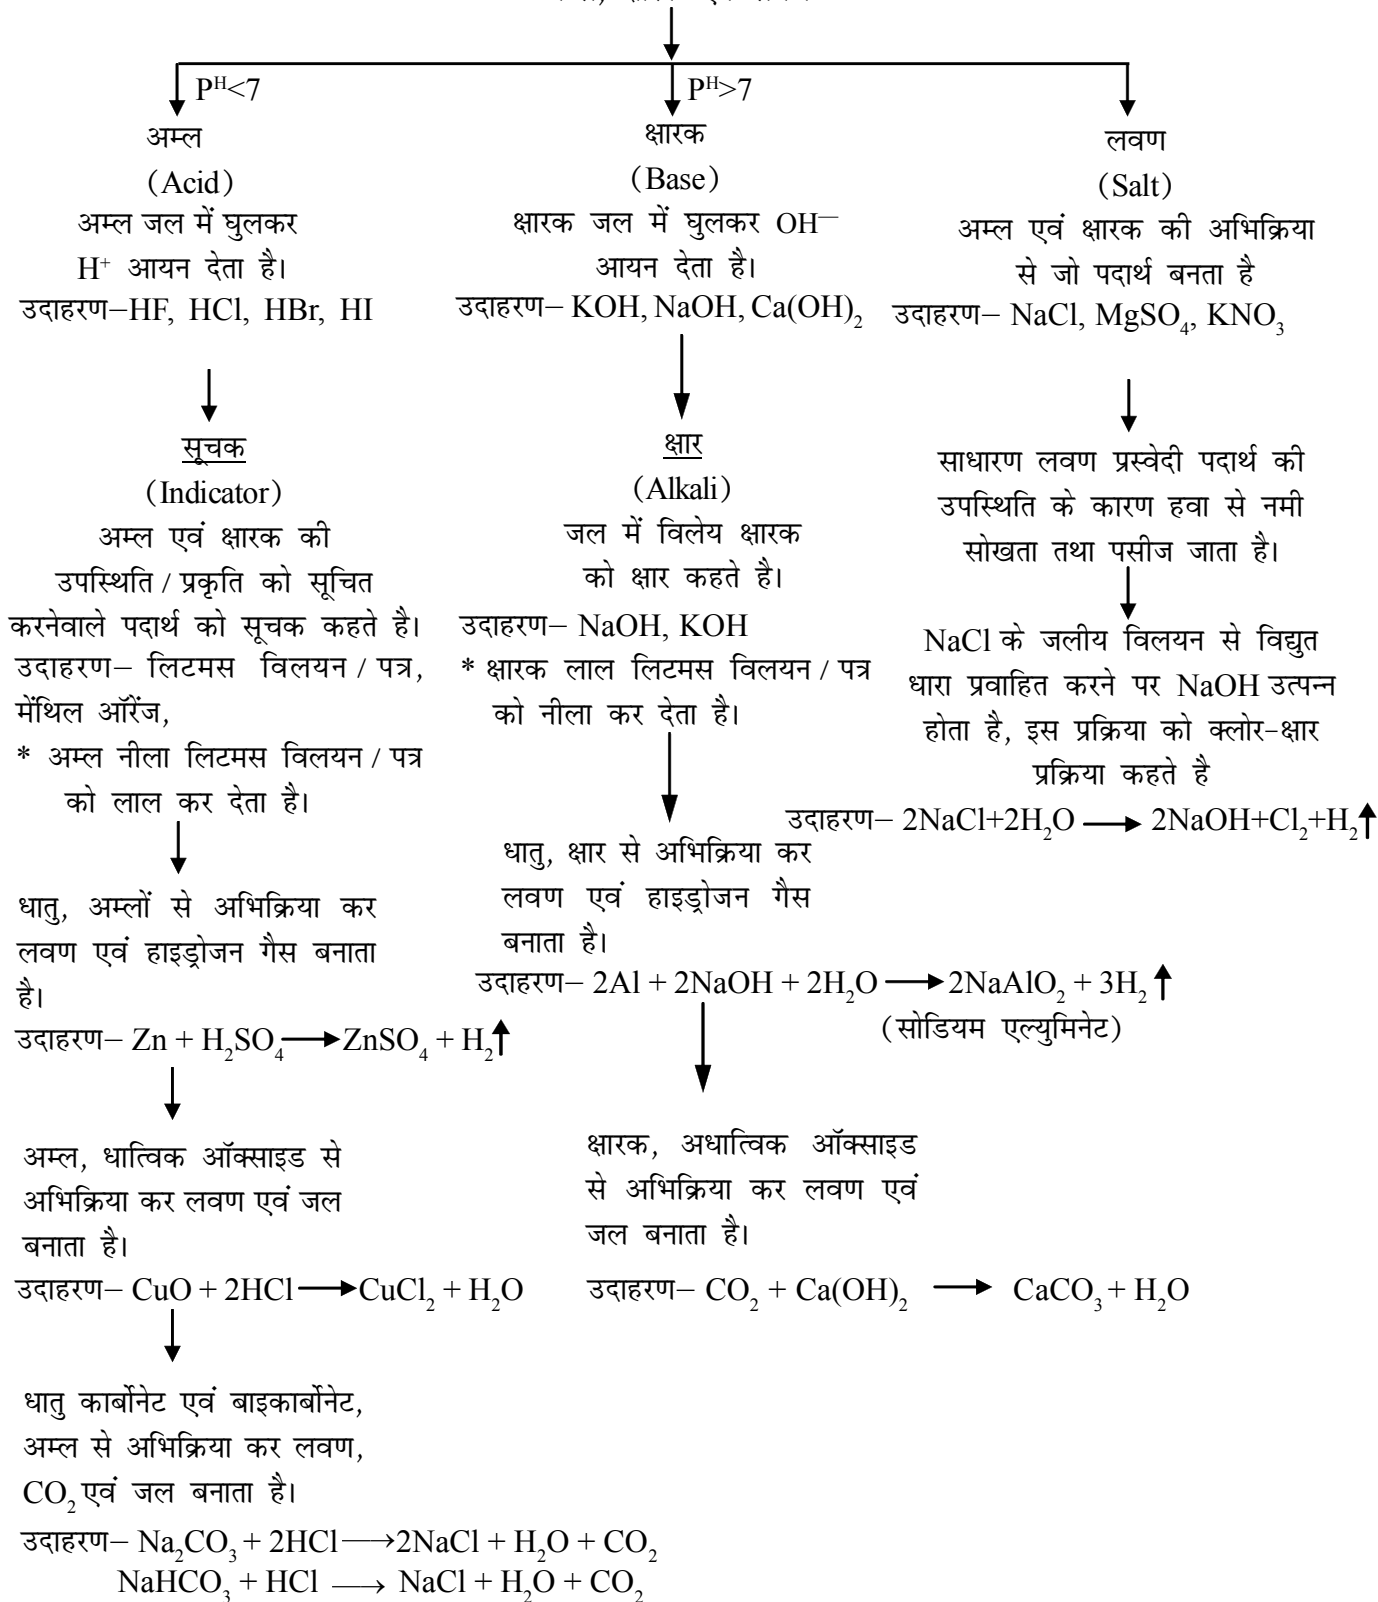 P^H<7
अम्ल
(Acid)
अम्ल जल में घुलकर
H⁺ आयन देता है।
उदाहरण–HF, HCl, HBr, HI
सूचक
(Indicator)
अम्ल एवं क्षारक की
उपस्थिति / प्रकृति को सूचित
करनेवाले पदार्थ को सूचक कहते है।
उदाहरण– लिटमस विलयन / पत्र,
मेंथिल ऑरेंज,
* अम्ल नीला लिटमस विलयन / पत्र
को लाल कर देता है।
धातु, अम्लों से अभिक्रिया कर
लवण एवं हाइड्रोजन गैस बनाता
है।
उदाहरण– Zn + H₂SO₄ ⟶ ZnSO₄ + H₂↑
अम्ल, धात्विक ऑक्साइड से
अभिक्रिया कर लवण एवं जल
बनाता है।
उदाहरण– CuO + 2HCl ⟶ CuCl₂ + H₂O
धातु कार्बोनेट एवं बाइकार्बोनेट,
अम्ल से अभिक्रिया कर लवण,
CO₂ एवं जल बनाता है।
उदाहरण– Na₂CO₃ + 2HCl ⟶ 2NaCl + H₂O + CO₂
NaHCO₃ + HCl ⟶ NaCl + H₂O + CO₂
P^H>7
क्षारक
(Base)
क्षारक जल में घुलकर OH⁻
आयन देता है।
उदाहरण– KOH, NaOH, Ca(OH)₂
क्षार
(Alkali)
जल में विलेय क्षारक
को क्षार कहते है।
उदाहरण– NaOH, KOH
* क्षारक लाल लिटमस विलयन / पत्र
को नीला कर देता है।
धातु, क्षार से अभिक्रिया कर
लवण एवं हाइड्रोजन गैस
बनाता है।
उदाहरण– 2Al + 2NaOH + 2H₂O ⟶ 2NaAlO₂ + 3H₂ ↑
(सोडियम एल्युमिनेट)
क्षारक, अधात्विक ऑक्साइड
से अभिक्रिया कर लवण एवं
जल बनाता है।
उदाहरण– CO₂ + Ca(OH)₂ ⟶ CaCO₃ + H₂O
लवण
(Salt)
अम्ल एवं क्षारक की अभिक्रिया
से जो पदार्थ बनता है
उदाहरण– NaCl, MgSO₄, KNO₃
साधारण लवण प्रस्वेदी पदार्थ की
उपस्थिति के कारण हवा से नमी
सोखता तथा पसीज जाता है।
NaCl के जलीय विलयन से विद्युत
धारा प्रवाहित करने पर NaOH उत्पन्न
होता है, इस प्रक्रिया को क्लोर-क्षार
प्रक्रिया कहते है
उदाहरण– 2NaCl+2H₂O ⟶ 2NaOH+Cl₂+H₂↑